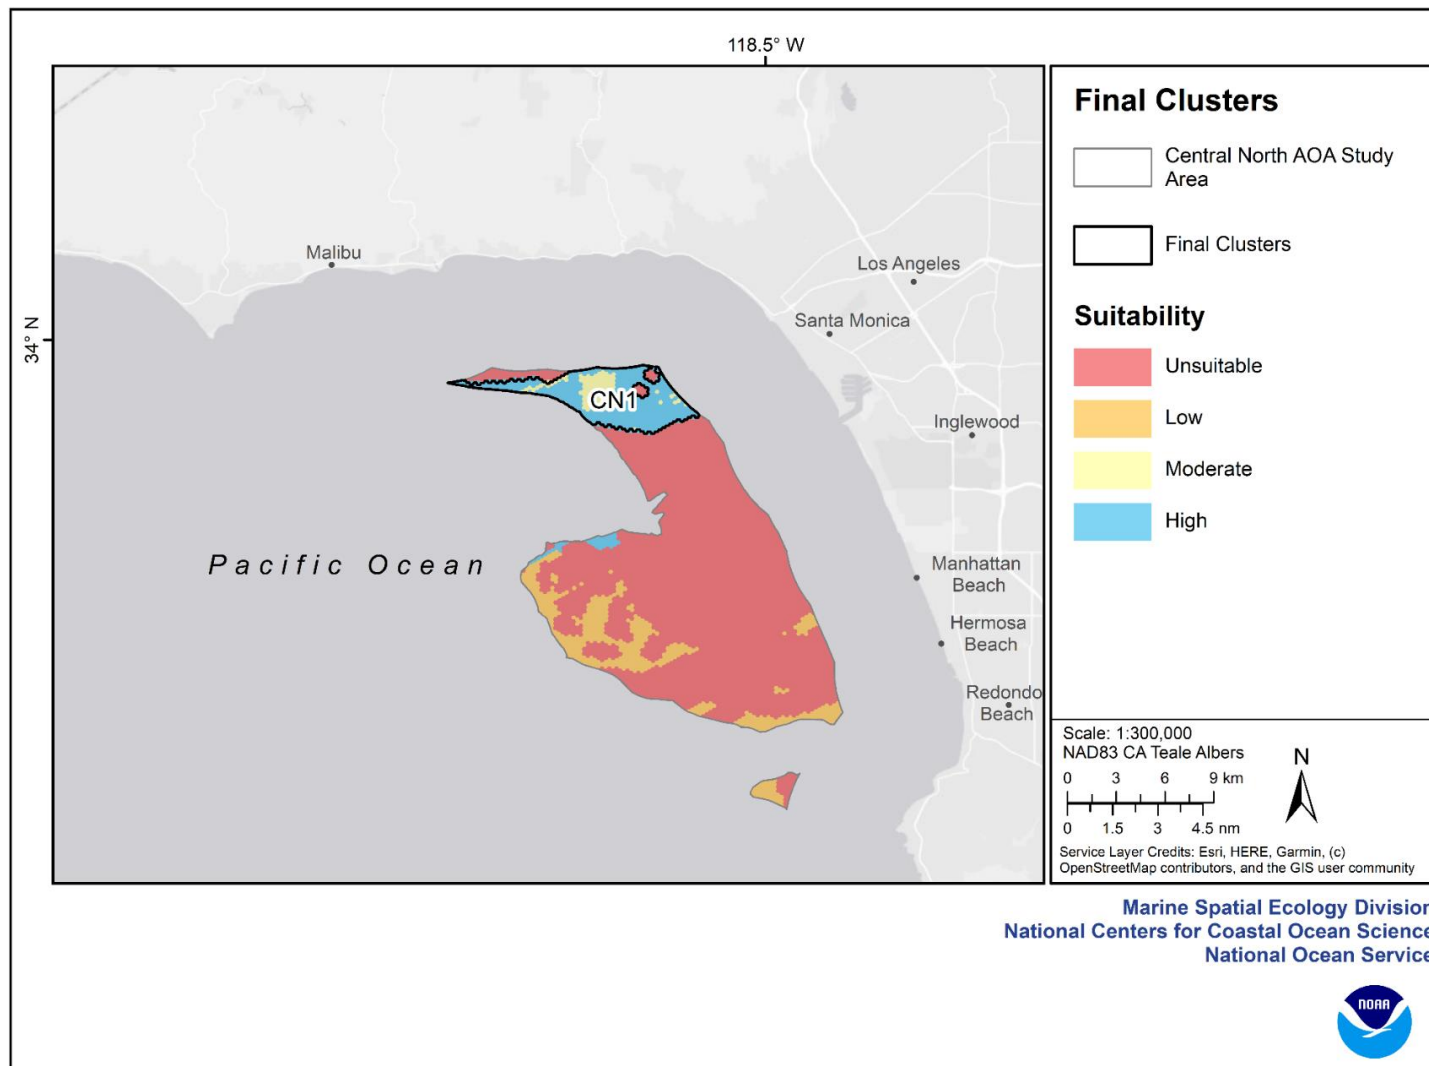 118.5° W
34° N
Malibu
Los Angeles
Santa Monica
CN1
Inglewood
Pacific Ocean
Manhattan
Beach
Hermosa
Beach
Redondo
Beach
Final Clusters
Central North AOA Study
Area
Final Clusters
Suitability
Unsuitable
Low
Moderate
High
Scale: 1:300,000
NAD83 CA Teale Albers
N
0 3 6 9 km
0 1.5 3 4.5 nm
Service Layer Credits: Esri, HERE, Garmin, (c)
OpenStreetMap contributors, and the GIS user community
Marine Spatial Ecology Division
National Centers for Coastal Ocean Science
National Ocean Service
NOAA